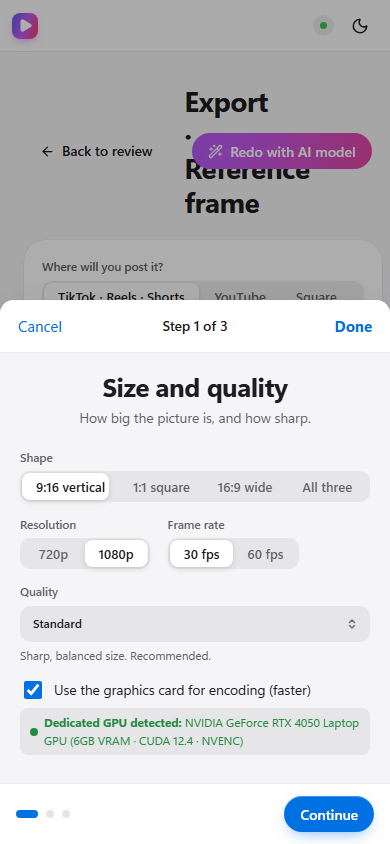 Export
·
Reference
frame
Back to review
Redo with AI model
Where will you post it?
TikTok · Reels · Shorts
YouTube
Square
Cancel
Step 1 of 3
Done
Size and quality
How big the picture is, and how sharp.
Shape
9:16 vertical
1:1 square
16:9 wide
All three
Resolution
Frame rate
720p
1080p
30 fps
60 fps
Quality
Standard
Sharp, balanced size. Recommended.
Use the graphics card for encoding (faster)
Dedicated GPU detected: NVIDIA GeForce RTX 4050 Laptop
GPU (6GB VRAM · CUDA 12.4 · NVENC)
Continue